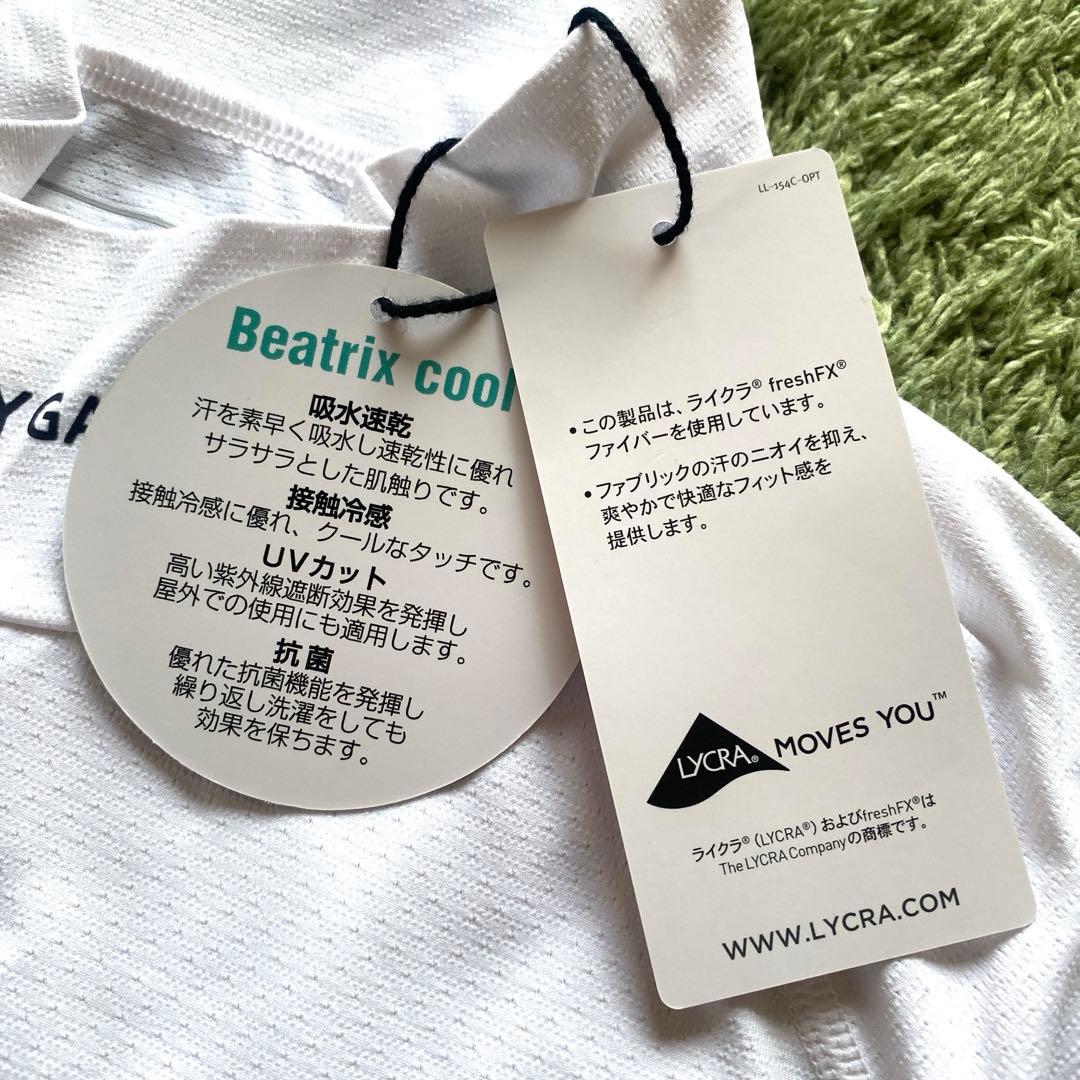 Beatrix cool
吸水速乾
汗を素早く吸水し速乾性に優れ
サラサラとした肌触りです。
接触冷感
接触冷感に優れ、クールなタッチです。
UVカット
高い紫外線遮断効果を発揮し
屋外での使用にも適用します。
抗菌
優れた抗菌機能を発揮し
繰り返し洗濯をしても
効果を保ちます。
LL-154C-OPT
•この製品は、ライクラ® freshFX®
ファイバーを使用しています。
•ファブリックの汗のニオイを抑え、
爽やかで快適なフィット感を
提供します。
LYCRA® MOVES YOU™
ライクラ®（LYCRA®）およびfreshFX®は
The LYCRA Companyの商標です。
WWW.LYCRA.COM